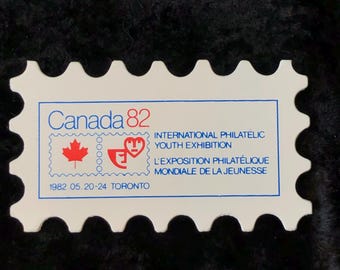 Canada 82
INTERNATIONAL PHILATELIC
YOUTH EXHIBITION
L'EXPOSITION PHILATÉLIQUE
MONDIALE DE LA JEUNESSE
1982 05.20-24 TORONTO